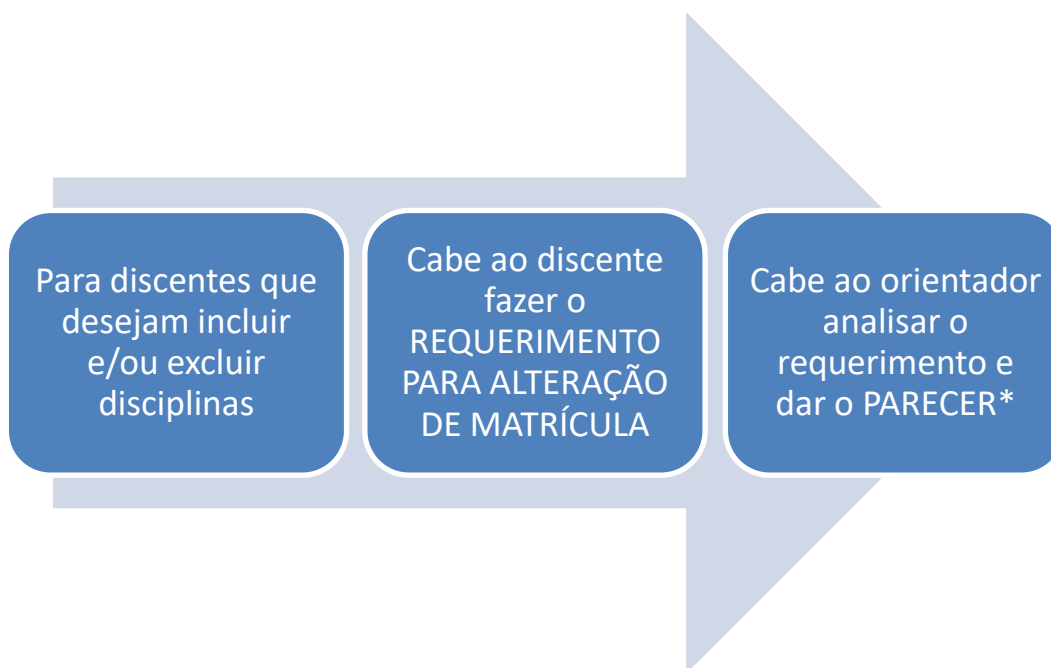 Para discentes que
desejam incluir
e/ou excluir
disciplinas
Cabe ao discente
fazer o
REQUERIMENTO
PARA ALTERAÇÃO
DE MATRÍCULA
Cabe ao orientador
analisar o
requerimento e
dar o PARECER*